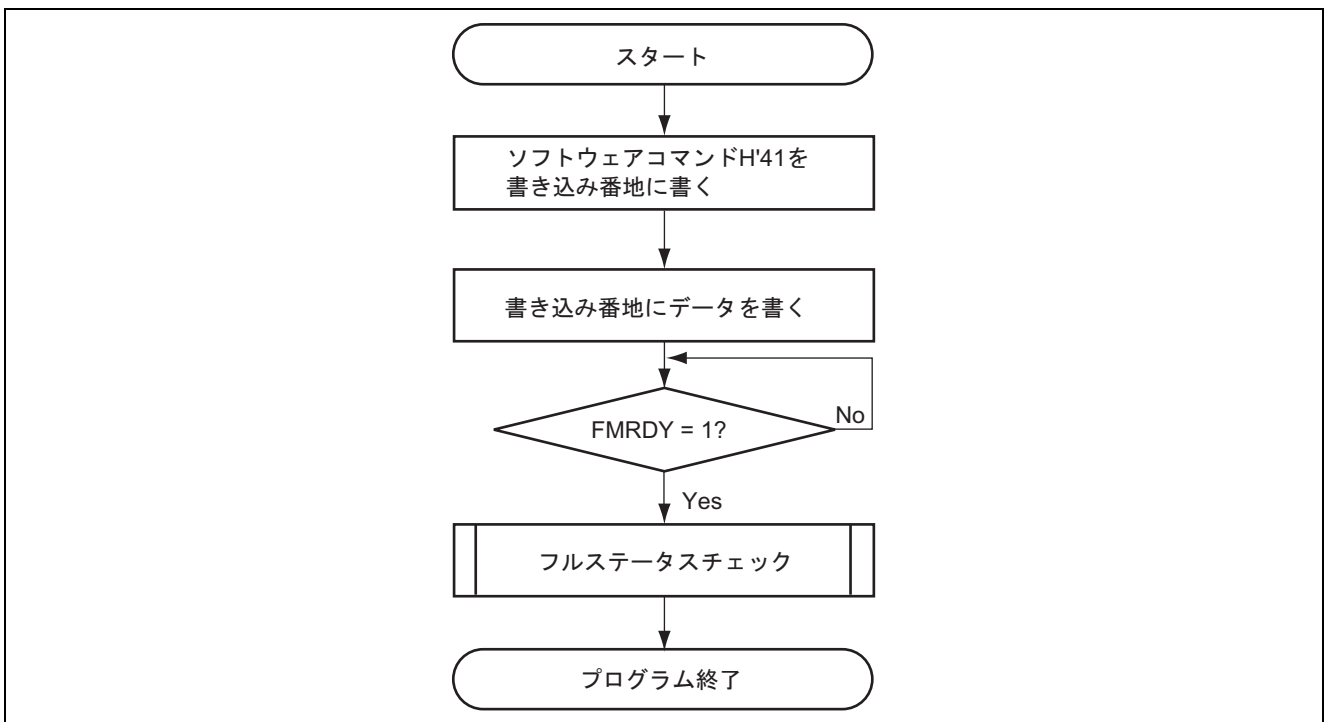 スタート
ソフトウェアコマンドH'41を
書き込み番地に書く
書き込み番地にデータを書く
FMRDY = 1?
No
Yes
フルステータスチェック
プログラム終了